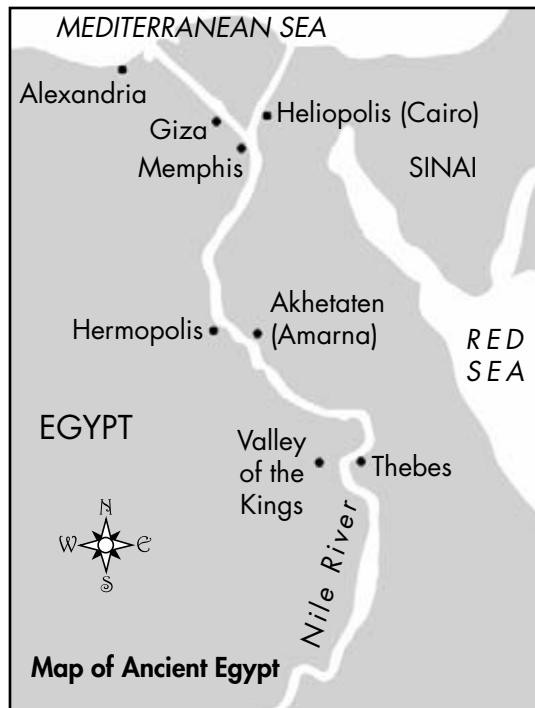 MEDITERRANEAN SEA
Alexandria
Heliopolis (Cairo)
Giza
Memphis
SINAI
Akhetaten
(Amarna)
Hermopolis
RED
SEA
EGYPT
Valley
of the
Kings
Thebes
N
W E
S
Nile River
Map of Ancient Egypt